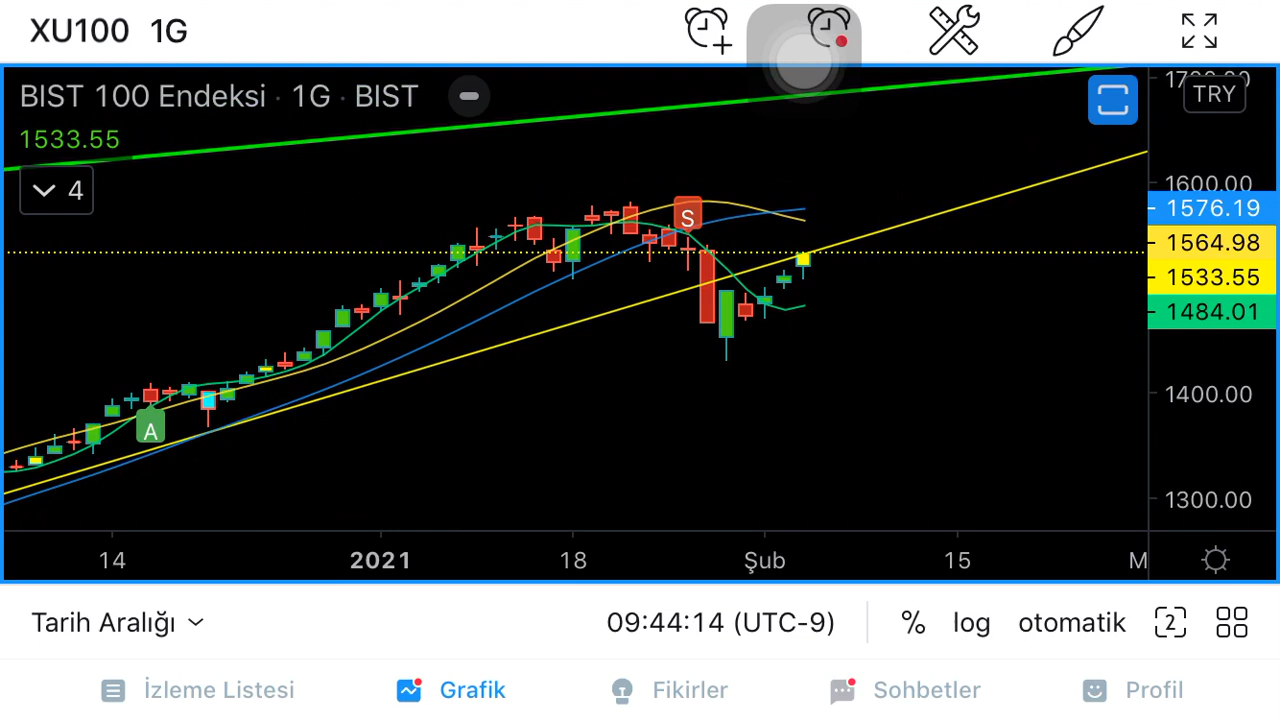 XU100 1G
BIST 100 Endeksi · 1G · BIST
1533.55
4
TRY
1600.00
1576.19
1564.98
1533.55
1484.01
1400.00
1300.00
S
A
14 2021 18 Şub 15 M
Tarih Aralığı 09:44:14 (UTC-9) % log otomatik 2
İzleme Listesi Grafik Fikirler Sohbetler Profil